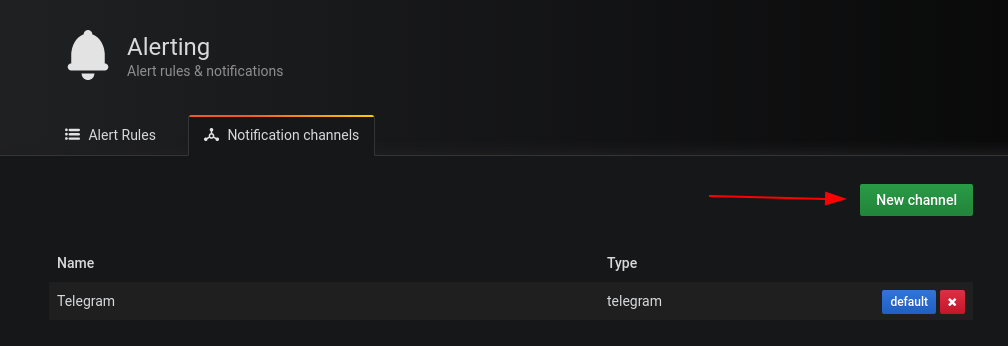 Alerting
Alert rules & notifications
Alert Rules
Notification channels
New channel
Name Type
Telegram telegram default